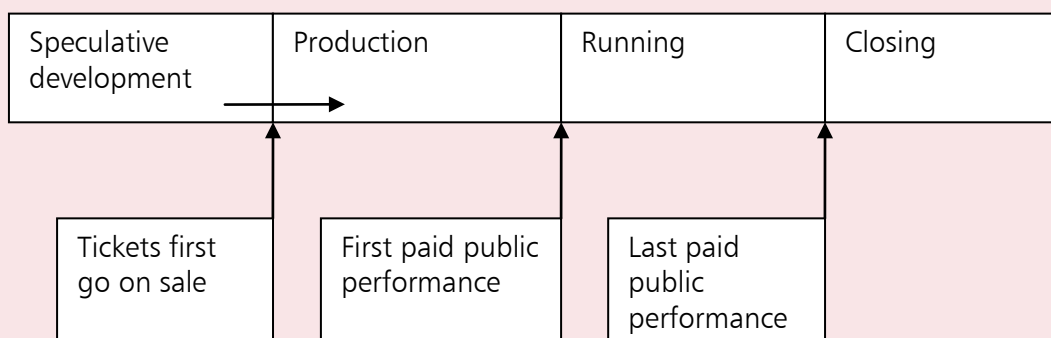 Speculative
development
Production
Running
Closing
Tickets first
go on sale
First paid public
performance
Last paid
public
performance